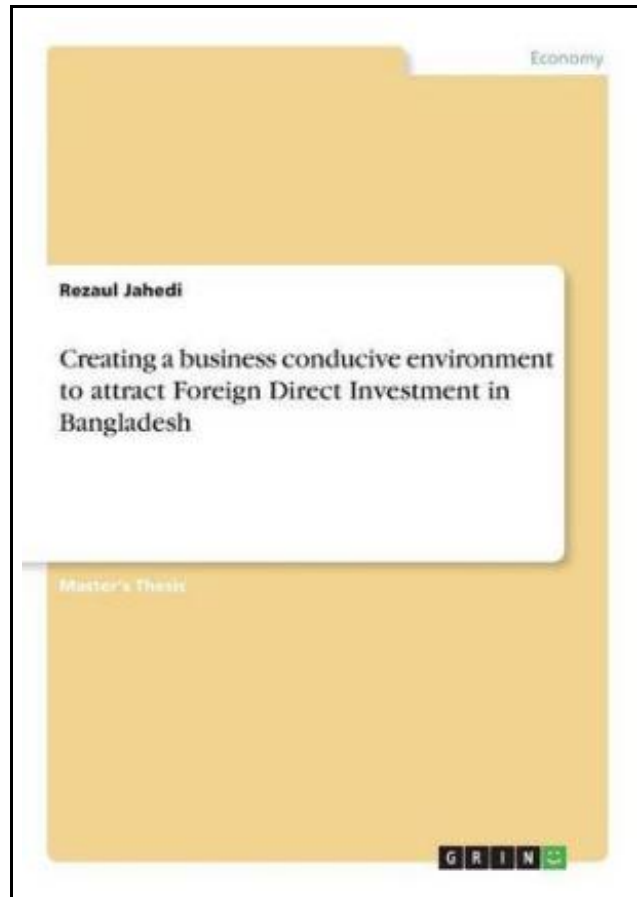 Economy
Rezaul Jahedi
Creating a business conducive environment
to attract Foreign Direct Investment in
Bangladesh
Master's Thesis
GRIN